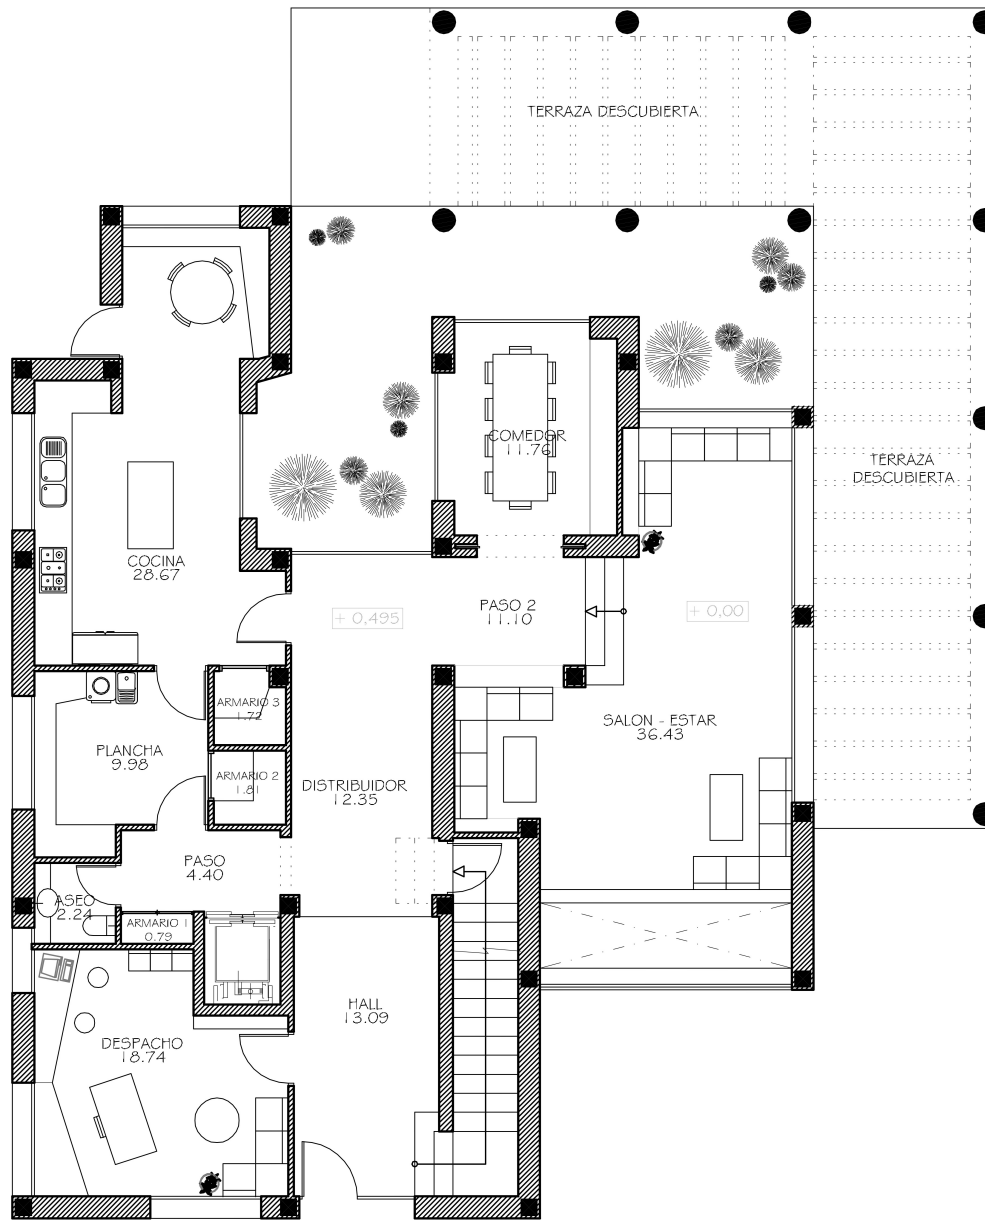 TERRAZA DESCUBIERTA
TERRAZA
DESCUBIERTA
COMEDOR
11.76
COCINA
28.67
PASO 2
11.10
+ 0,495
+ 0,00
ARMARIO 3
1.72
SALON - ESTAR
36.43
PLANCHA
9.98
ARMARIO 2
1.81
DISTRIBUIDOR
12.35
PASO
4.40
ASEO
2.24
ARMARIO 1
0.79
HALL
13.09
DESPACHO
18.74